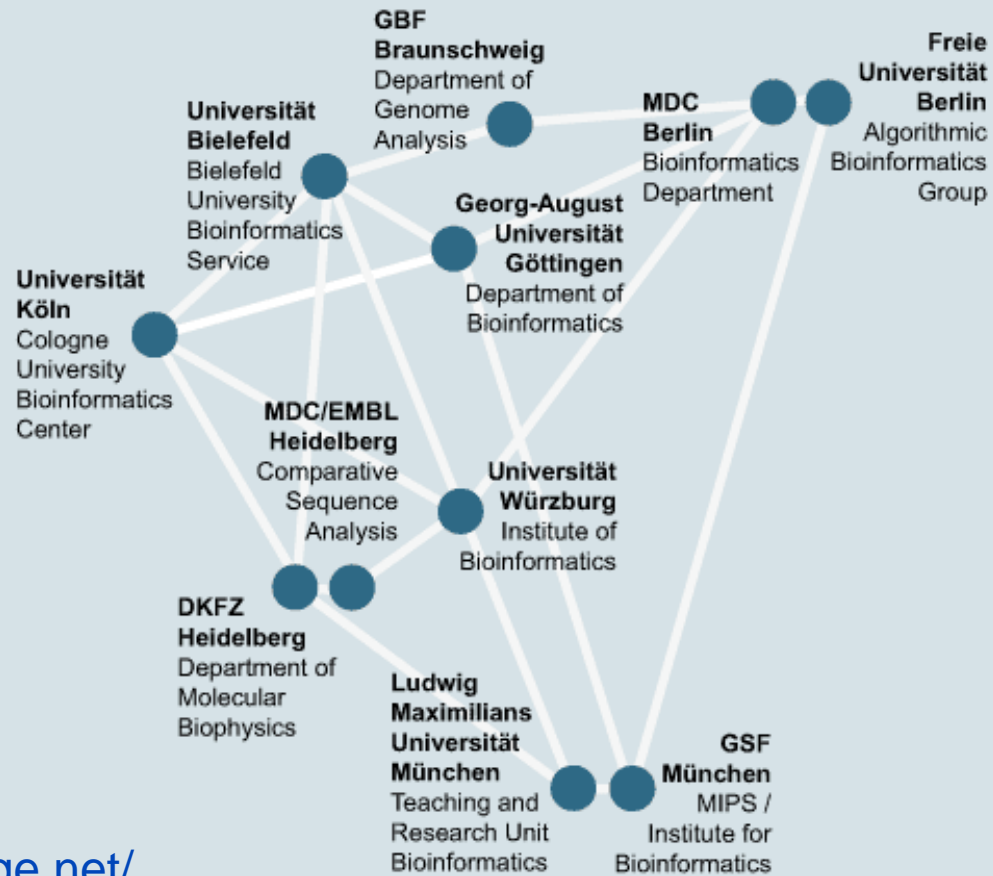 GBF
Braunschweig
Department of
Genome
Analysis
Freie
Universität
Berlin
Algorithmic
Bioinformatics
Group
MDC
Berlin
Bioinformatics
Department
Universität
Bielefeld
Bielefeld
University
Bioinformatics
Service
Georg-August
Universität
Göttingen
Department of
Bioinformatics
Universität
Köln
Cologne
University
Bioinformatics
Center
MDC/EMBL
Heidelberg
Comparative
Sequence
Analysis
Universität
Würzburg
Institute of
Bioinformatics
DKFZ
Heidelberg
Department of
Molecular
Biophysics
Ludwig
Maximilians
Universität
München
Teaching and
Research Unit
Bioinformatics
GSF
München
MIPS /
Institute for
Bioinformatics
ge.net/